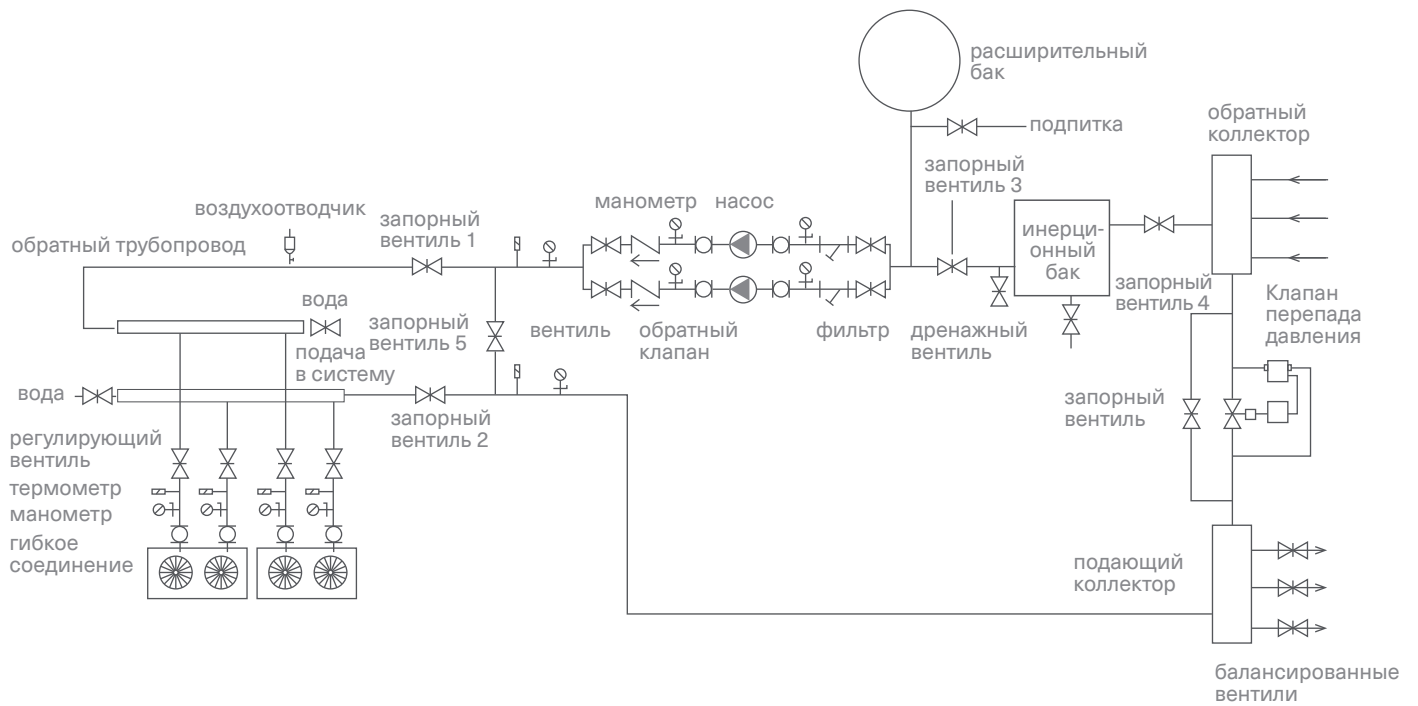 расширительный
бак
подпитка
обратный
коллектор
запорный
вентиль 3
манометр
насос
воздухоотводчик
запорный
вентиль 1
обратный трубопровод
инерци-
онный
бак
запорный
вентиль 4
Клапан
перепада
давления
вода
запорный
вентиль 5
вентиль
обратный
клапан
фильтр
дренажный
вентиль
подача
в систему
вода
запорный
вентиль 2
запорный
вентиль
регулирующий
вентиль
термометр
манометр
гибкое
соединение
подающий
коллектор
балансированные
вентили